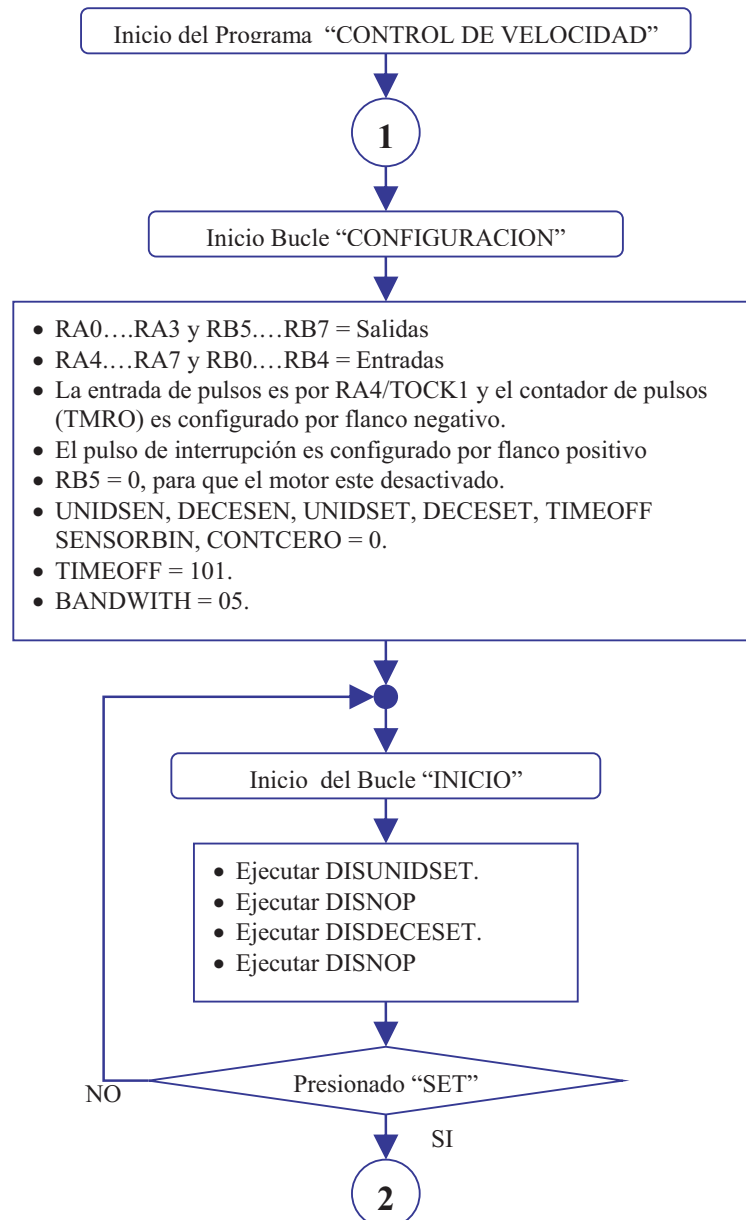 Inicio del Programa “CONTROL DE VELOCIDAD”
1
Inicio Bucle “CONFIGURACION”
• RA0….RA3 y RB5….RB7 = Salidas
• RA4….RA7 y RB0….RB4 = Entradas
• La entrada de pulsos es por RA4/TOCK1 y el contador de pulsos
(TMRO) es configurado por flanco negativo.
• El pulso de interrupción es configurado por flanco positivo
• RB5 = 0, para que el motor este desactivado.
• UNIDSEN, DECESEN, UNIDSET, DECESET, TIMEOFF
SENSORBIN, CONTCERO = 0.
• TIMEOFF = 101.
• BANDWITH = 05.
Inicio del Bucle “INICIO”
• Ejecutar DISUNIDSET.
• Ejecutar DISNOP
• Ejecutar DISDECESET.
• Ejecutar DISNOP
Presionado “SET”
NO
SI
2